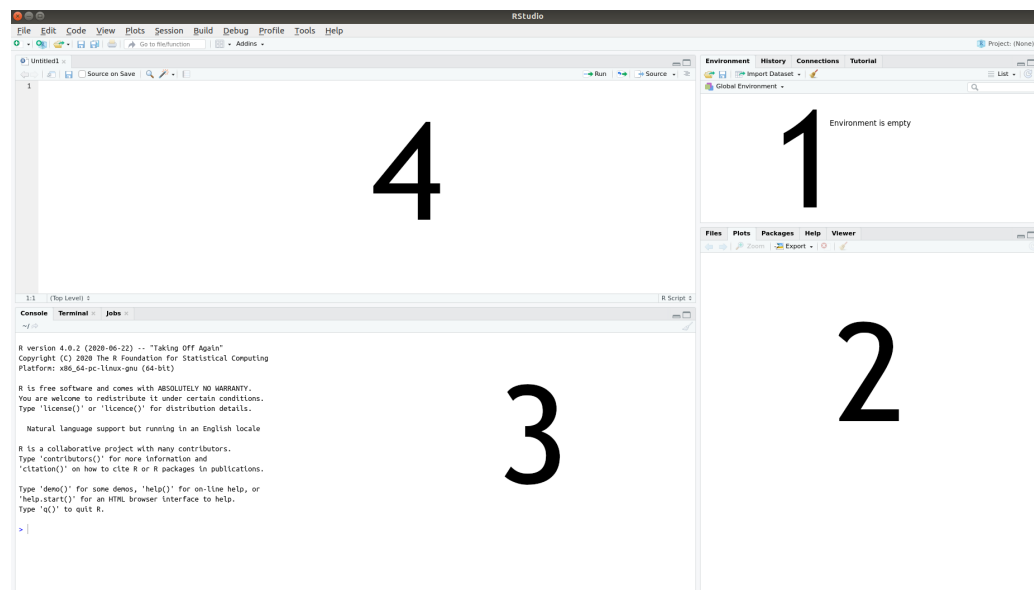 RStudio
File Edit Code View Plots Session Build Debug Profile Tools Help
Go to file/function Addins Project: (None)
Untitled1
Source on Save Run Source
1
4
1:1 (Top Level) R Script
Console Terminal Jobs
~/
R version 4.0.2 (2020-06-22) -- "Taking Off Again"
Copyright (C) 2020 The R Foundation for Statistical Computing
Platform: x86_64-pc-linux-gnu (64-bit)
R is free software and comes with ABSOLUTELY NO WARRANTY.
You are welcome to redistribute it under certain conditions.
Type 'license()' or 'licence()' for distribution details.
Natural language support but running in an English locale
R is a collaborative project with many contributors.
Type 'contributors()' for more information and
'citation()' on how to cite R or R packages in publications.
Type 'demo()' for some demos, 'help()' for on-line help, or
'help.start()' for an HTML browser interface to help.
Type 'q()' to quit R.
>
3
Environment History Connections Tutorial
Import Dataset List
Global Environment
Environment is empty
1
Files Plots Packages Help Viewer
Zoom Export
2